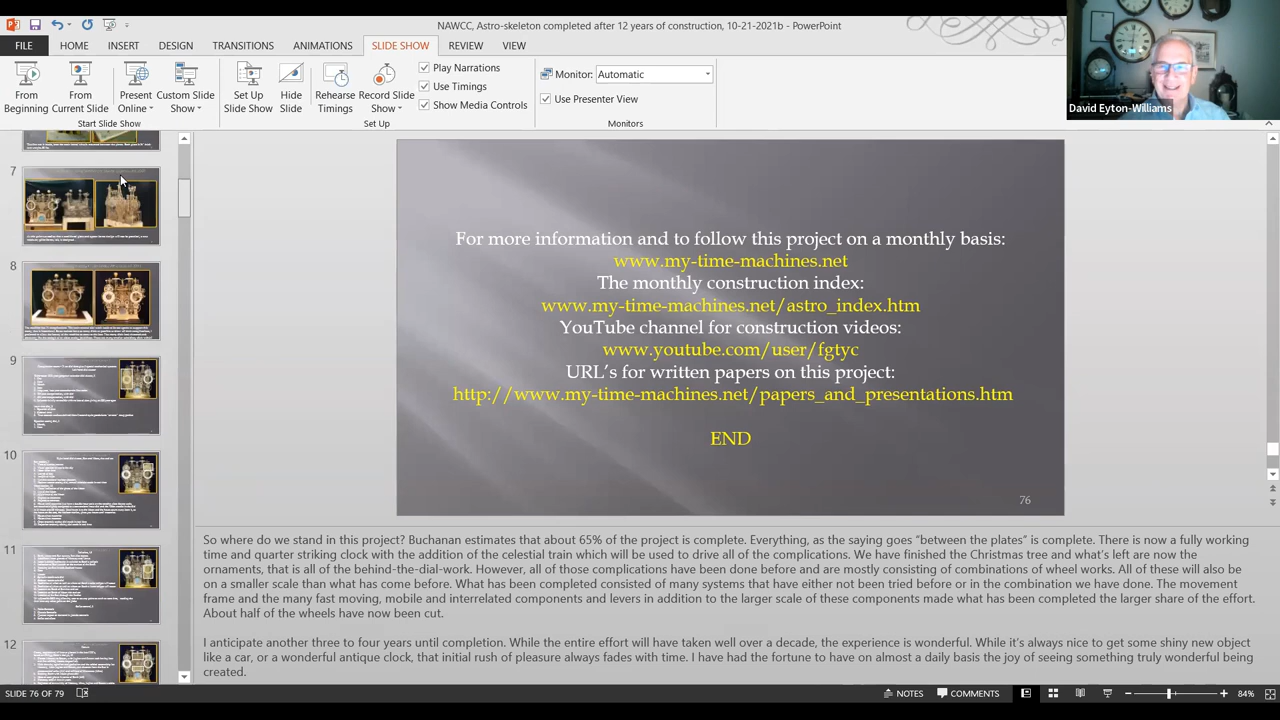 NAWCC, Astro-skeleton completed after 12 years of construction, 10-21-2021b - PowerPoint
FILE HOME INSERT DESIGN TRANSITIONS ANIMATIONS SLIDE SHOW REVIEW VIEW
From Beginning
From Current Slide
Present Online
Custom Slide Show
Start Slide Show
Set Up Slide Show
Hide Slide
Rehearse Timings
Record Slide Show
Play Narrations
Use Timings
Show Media Controls
Set Up
Monitor: Automatic
Use Presenter View
Monitors
David Eyton-Williams
7
8
9
10
11
12
For more information and to follow this project on a monthly basis:
www.my-time-machines.net
The monthly construction index:
www.my-time-machines.net/astro_index.htm
YouTube channel for construction videos:
www.youtube.com/user/fgtyc
URL's for written papers on this project:
http://www.my-time-machines.net/papers_and_presentations.htm
END
76
So where do we stand in this project? Buchanan estimates that about 65% of the project is complete. Everything, as the saying goes “between the plates” is complete. There is now a fully working
time and quarter striking clock with the addition of the celestial train which will be used to drive all of the complications. We have finished the Christmas tree and what's left are now the
ornaments, that is all of the behind-the-dial-work. However, all of those complications have been done before and are mostly consisting of combinations of wheel works. All of these will also be
on a smaller scale that what has come before. What has been completed consisted of many systems that have either not been tried before, or in the combination we have done. The movement
frame and the many fast moving, mobile and interactive components and levers in addition to the larger scale of these components made what has been completed the larger share of the effort.
About half of the wheels have now been cut.
I anticipate another three to four years until completion. While the entire effort will have taken well over a decade, the experience is wonderful. While it's always nice to get some shiny new object
like a car, or a wonderful antique clock, that initial rush of pleasure always fades with time. I have had the fortune to have on almost a daily basis the joy of seeing something truly wonderful being
created.
SLIDE 76 OF 79
NOTES COMMENTS 84%